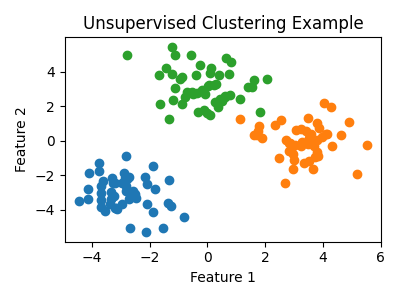 Unsupervised Clustering Example
Feature 2
4
2
0
−2
−4
−4 −2 0 2 4 6
Feature 1